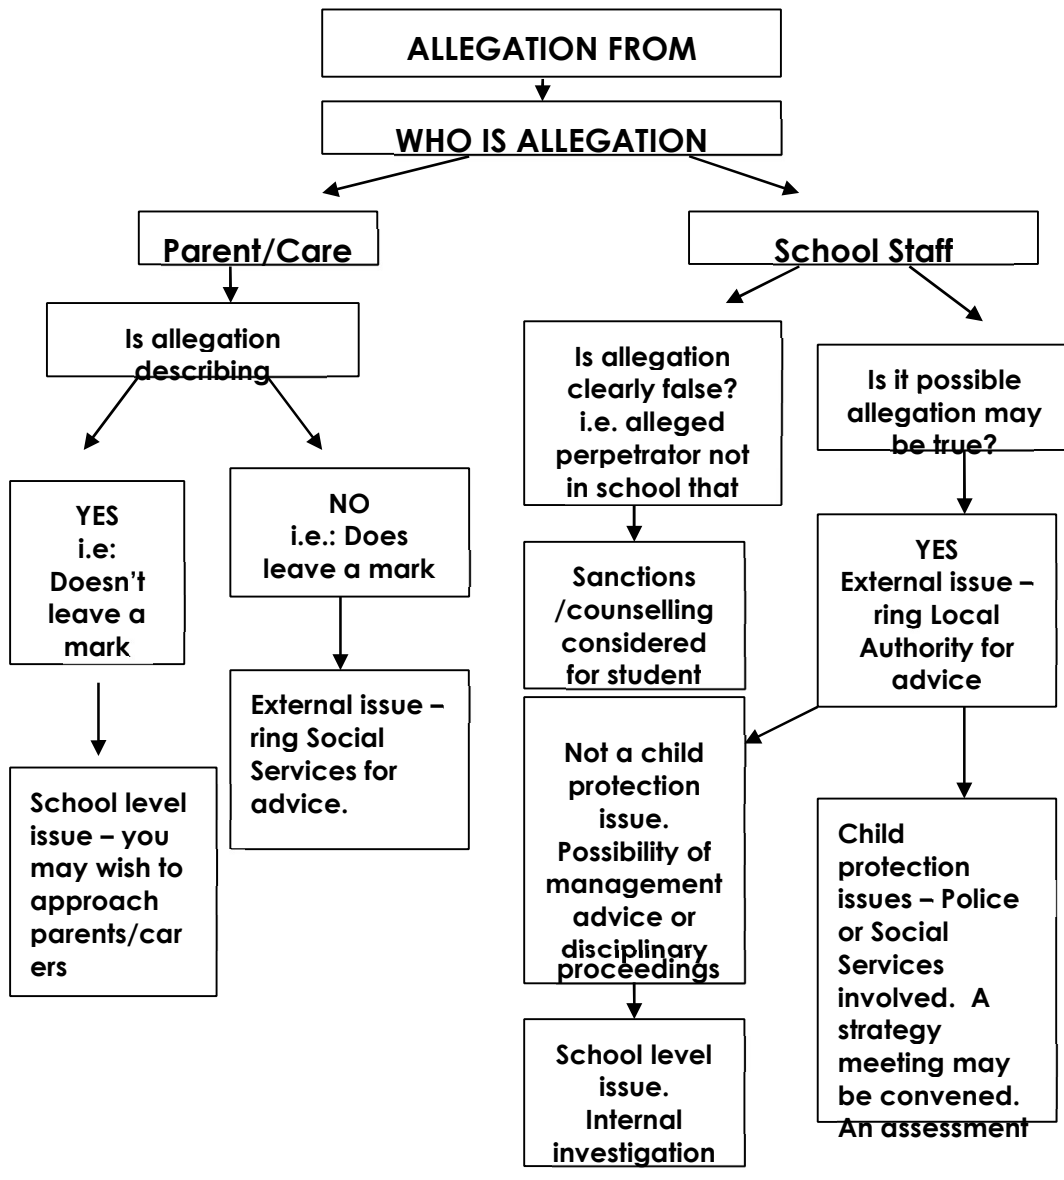 ALLEGATION FROM
WHO IS ALLEGATION
Parent/Care
School Staff
Is allegation
describing
Is allegation
clearly false?
i.e. alleged
perpetrator not
in school that
Is it possible
allegation may
be true?
YES
i.e:
Doesn't
leave a
mark
NO
i.e.: Does
leave a mark
Sanctions
/counselling
considered
for student
YES
External issue –
ring Local
Authority for
advice
School level
issue – you
may wish to
approach
parents/car
ers
External issue –
ring Social
Services for
advice.
Not a child
protection
issue.
Possibility of
management
advice or
disciplinary
proceedings
Child
protection
issues – Police
or Social
Services
involved.  A
strategy
meeting may
be convened.
An assessment
School level
issue.
Internal
investigation